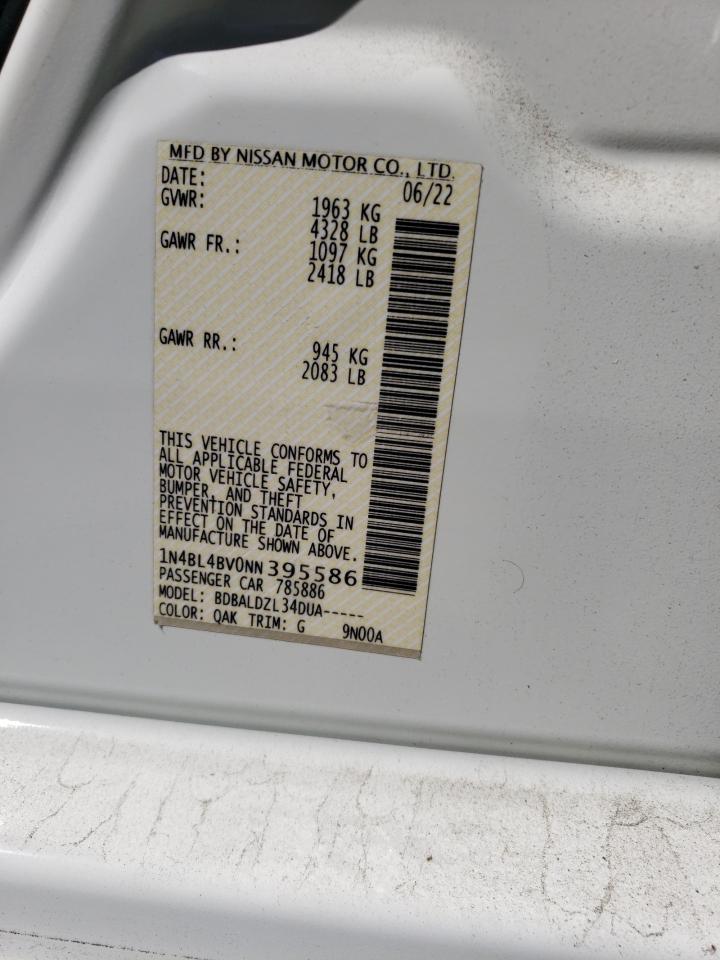 MFD BY NISSAN MOTOR CO., LTD.
DATE: 06/22
GVWR: 1963 KG
4328 LB
GAWR FR.: 1097 KG
2418 LB
GAWR RR.: 945 KG
2083 LB
THIS VEHICLE CONFORMS TO
ALL APPLICABLE FEDERAL
MOTOR VEHICLE SAFETY,
BUMPER, AND THEFT
PREVENTION STANDARDS IN
EFFECT ON THE DATE OF
MANUFACTURE SHOWN ABOVE.
1N4BL4BV0NN395586
PASSENGER CAR 785886
MODEL: BDBALDZL34DUA-----
COLOR: QAK TRIM: G 9N00A